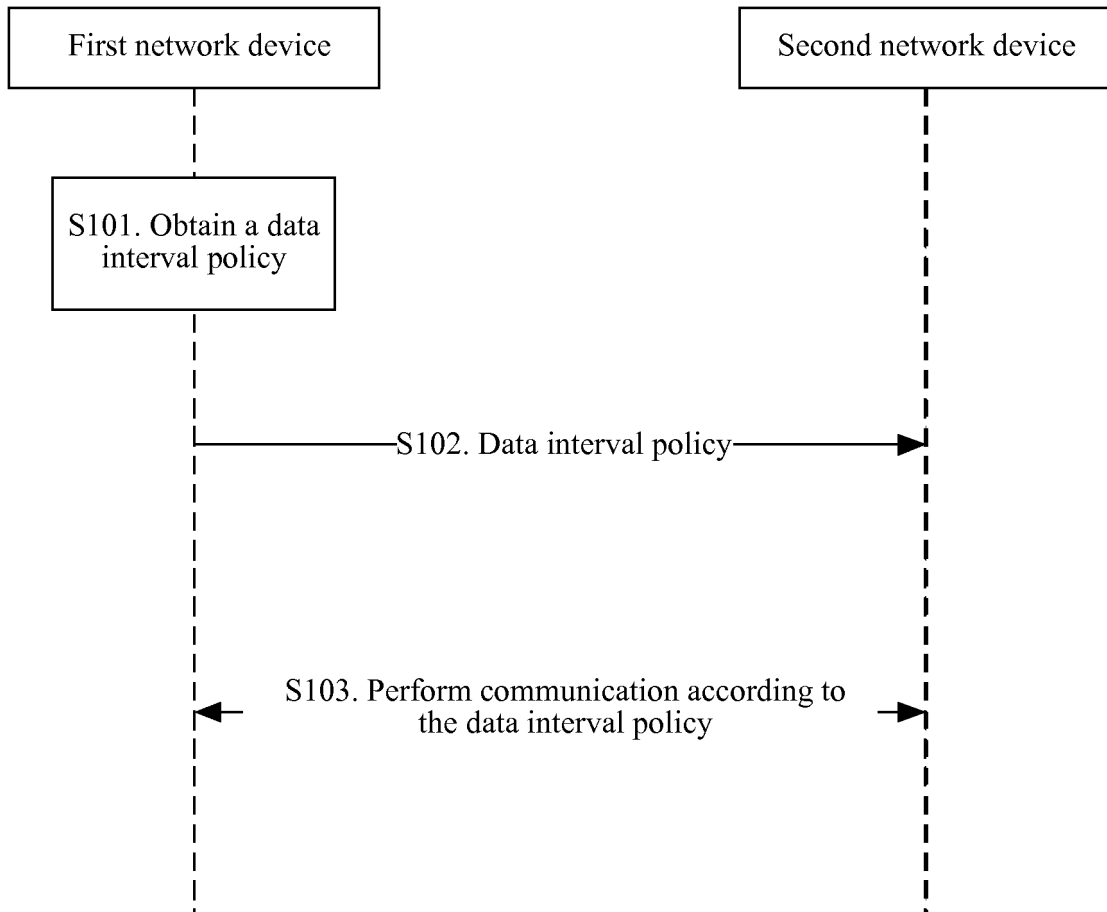 First network device
Second network device
S101. Obtain a data
interval policy
S102. Data interval policy
S103. Perform communication according to
the data interval policy